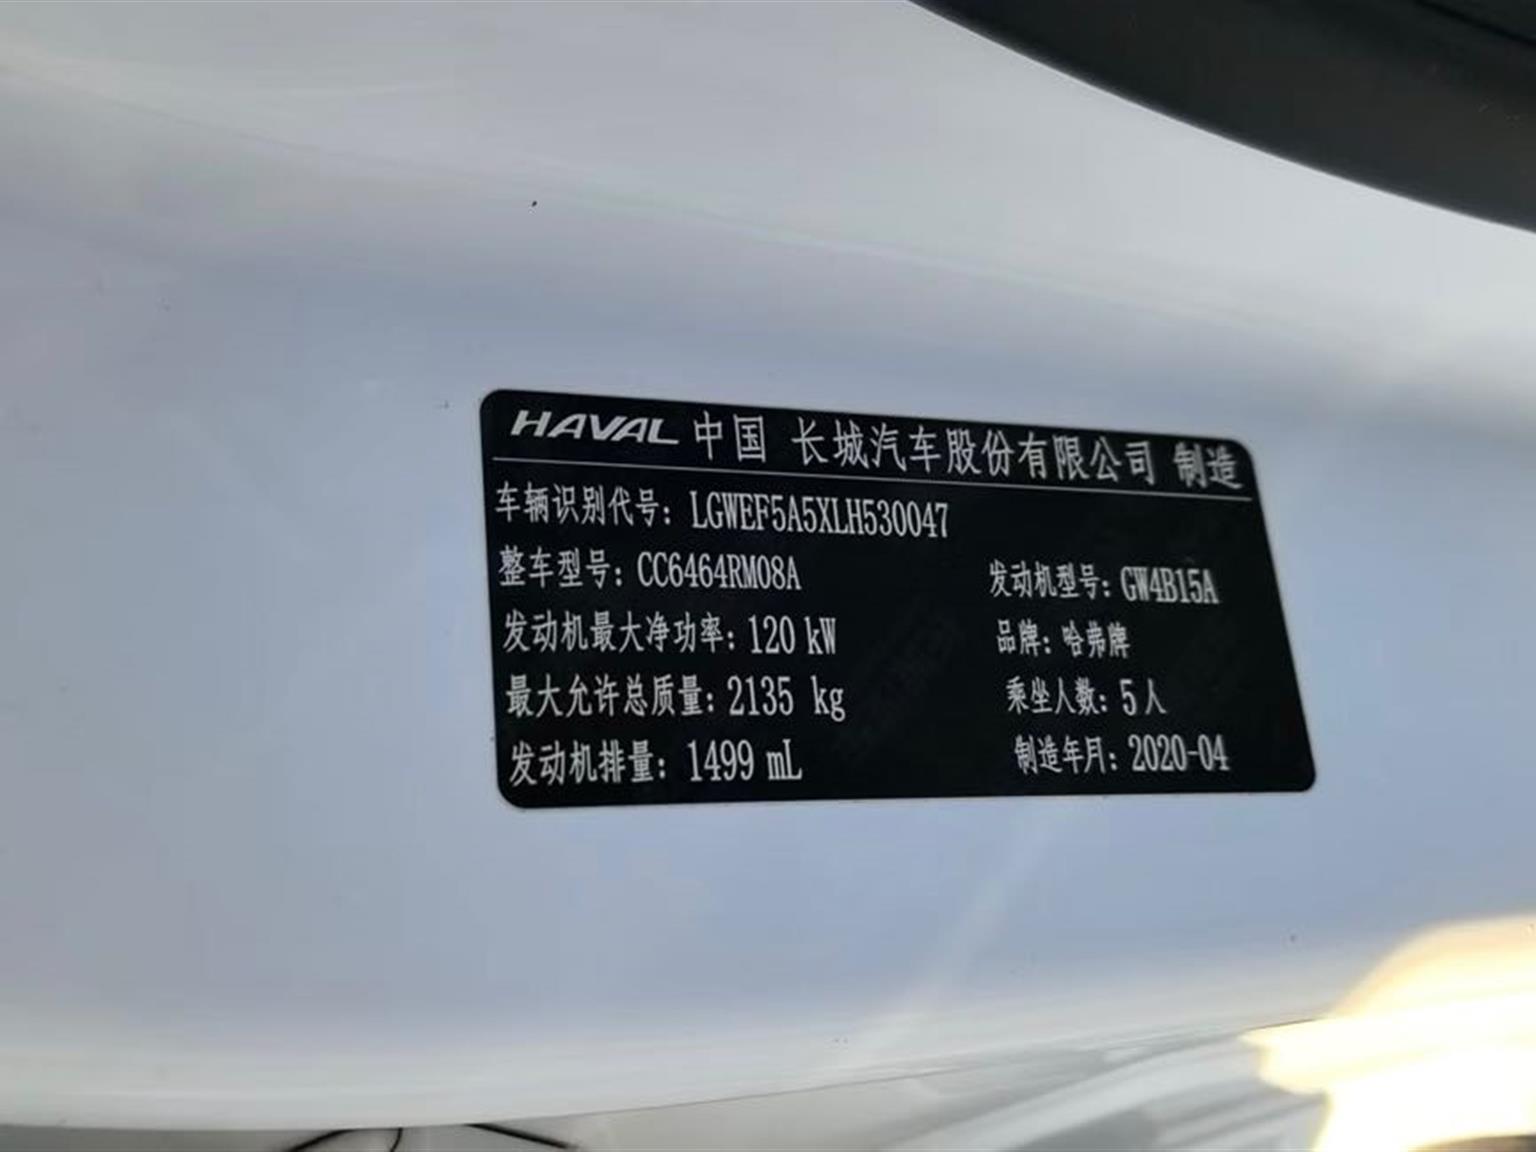 HAVAL 中国 长城汽车股份有限公司 制造
车辆识别代号：LGWEF5A5XLH530047
整车型号：CC6464RM08A 发动机型号：GW4B15A
发动机最大净功率：120 kW 品牌：哈弗牌
最大允许总质量：2135 kg 乘坐人数：5人
发动机排量：1499 mL 制造年月：2020-04